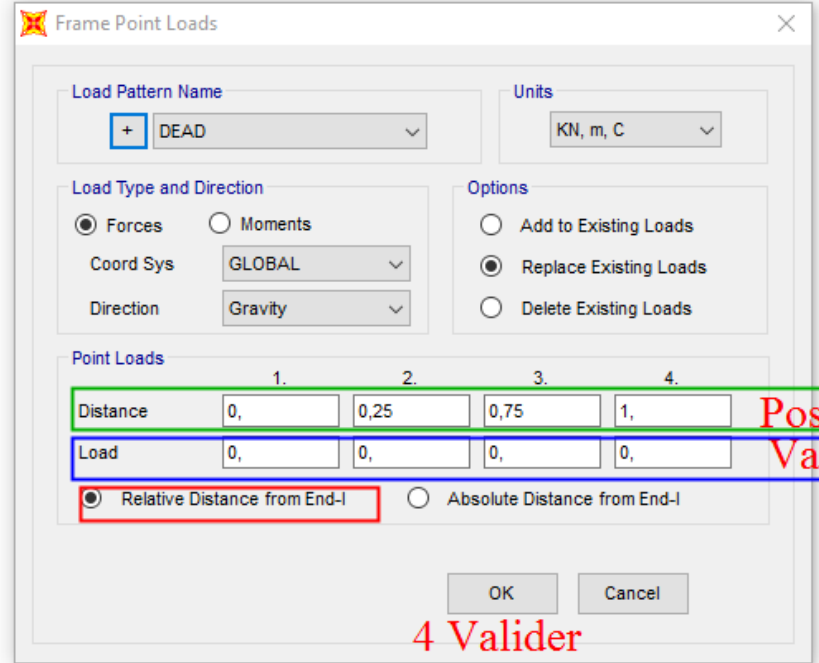 Frame Point Loads
Load Pattern Name
Units
+ DEAD
KN, m, C
Load Type and Direction
Options
Forces Moments
Add to Existing Loads
Coord Sys GLOBAL
Replace Existing Loads
Direction Gravity
Delete Existing Loads
Point Loads
1. 2. 3. 4.
Distance 0, 0,25 0,75 1, Pos
Load 0, 0, 0, 0, Va
Relative Distance from End-I Absolute Distance from End-I
OK Cancel
4 Valider